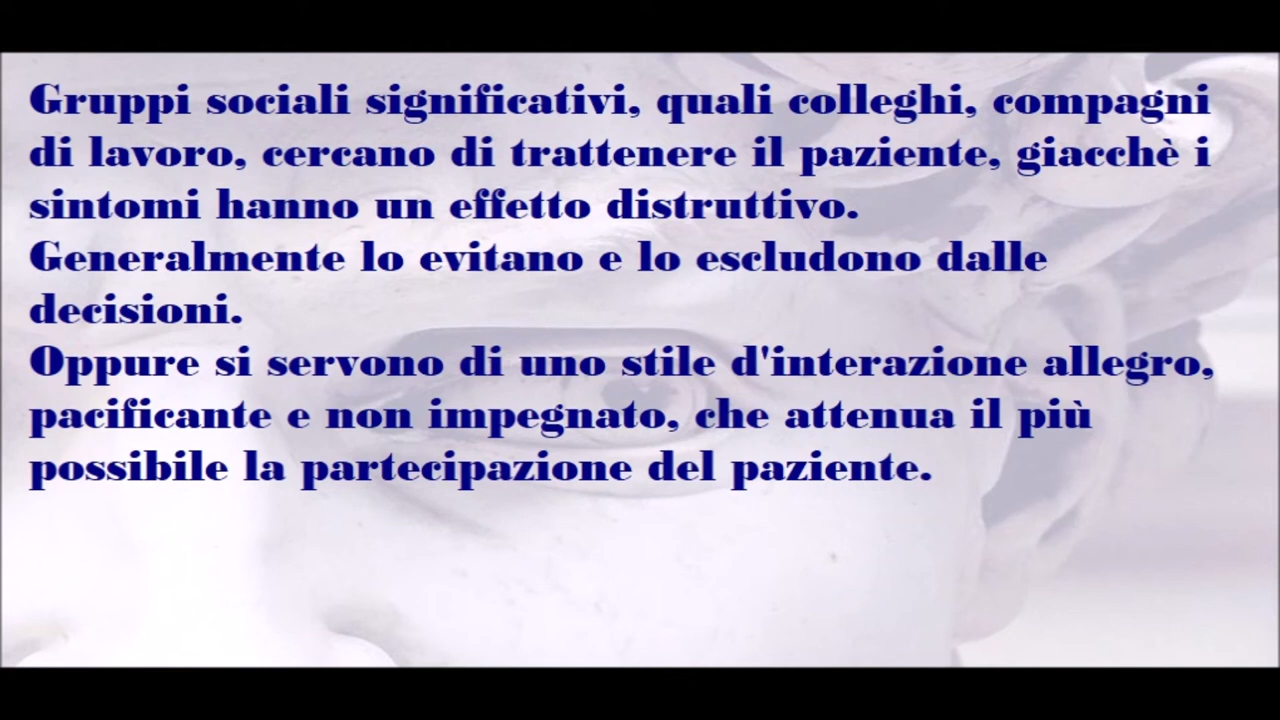 Gruppi sociali significativi, quali colleghi, compagni
di lavoro, cercano di trattenere il paziente, giacchè i
sintomi hanno un effetto distruttivo.
Generalmente lo evitano e lo escludono dalle
decisioni.
Oppure si servono di uno stile d'interazione allegro,
pacificante e non impegnato, che attenua il più
possibile la partecipazione del paziente.